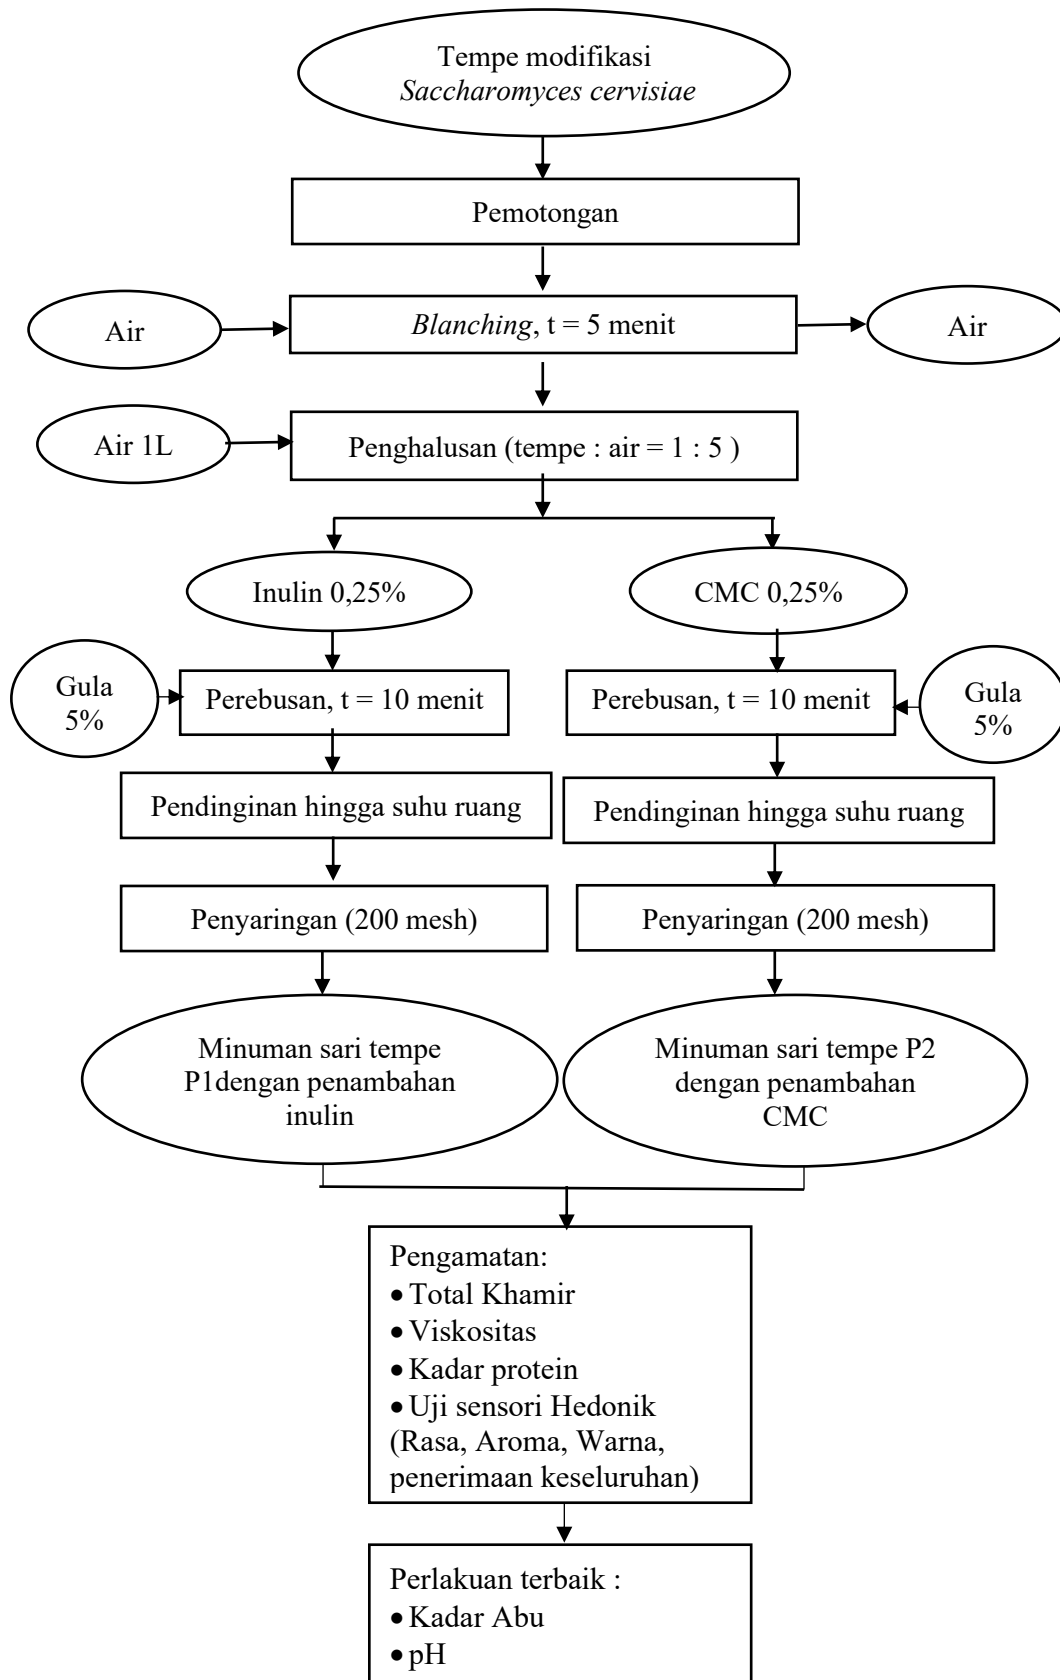 Tempe modifikasi
Saccharomyces cervisiae
Pemotongan
Air
Blanching, t = 5 menit
Air
Air 1L
Penghalusan (tempe : air = 1 : 5 )
Inulin 0,25%
CMC 0,25%
Gula
5%
Perebusan, t = 10 menit
Perebusan, t = 10 menit
Gula
5%
Pendinginan hingga suhu ruang
Pendinginan hingga suhu ruang
Penyaringan (200 mesh)
Penyaringan (200 mesh)
Minuman sari tempe
P1dengan penambahan
inulin
Minuman sari tempe P2
dengan penambahan
CMC
Pengamatan:
•Total Khamir
•Viskositas
•Kadar protein
•Uji sensori Hedonik
(Rasa, Aroma, Warna,
penerimaan keseluruhan)
Perlakuan terbaik :
•Kadar Abu
•pH